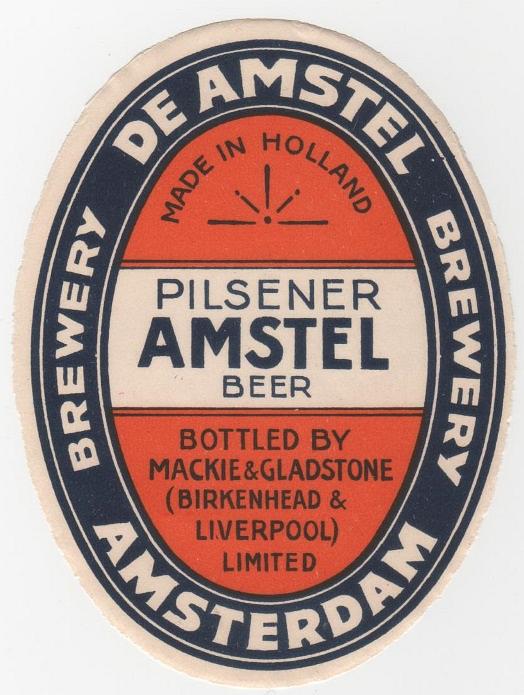 DE AMSTEL
BREWERY
BREWERY
AMSTERDAM
MADE IN HOLLAND
PILSENER
AMSTEL
BEER
BOTTLED BY
MACKIE & GLADSTONE
(BIRKENHEAD &
LIVERPOOL)
LIMITED